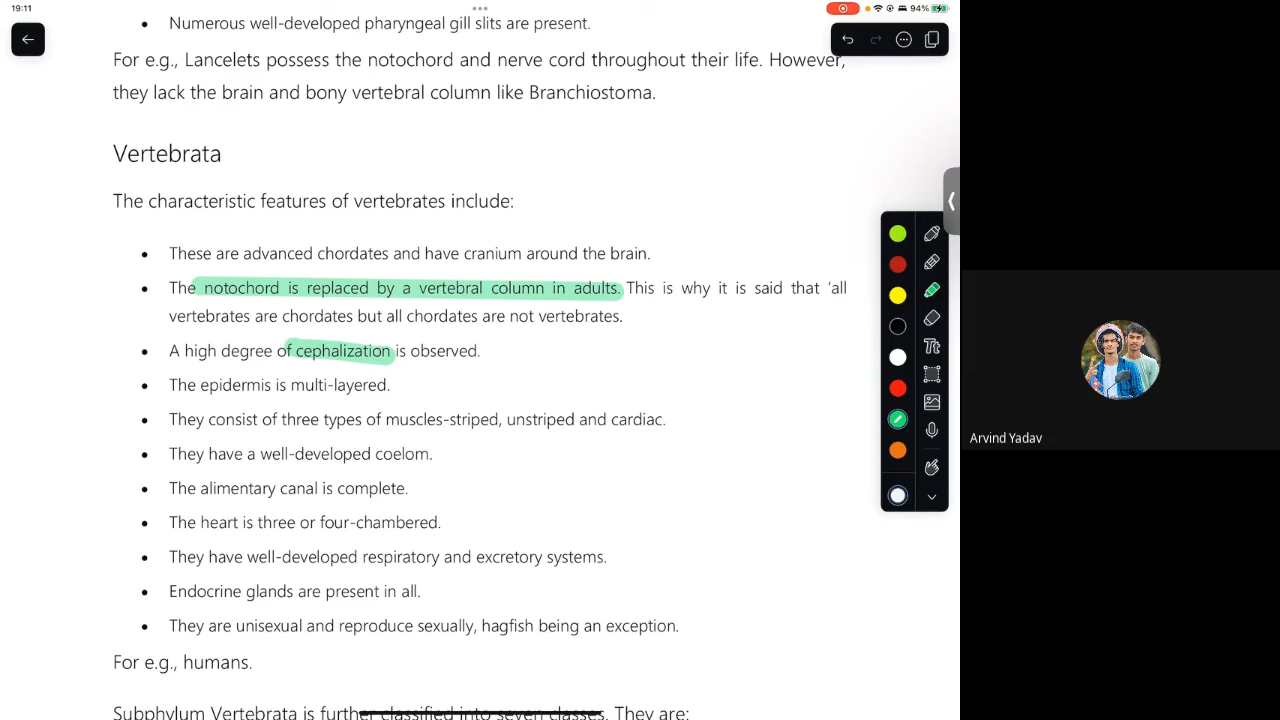 19:11
94%
• Numerous well-developed pharyngeal gill slits are present.
For e.g., Lancelets possess the notochord and nerve cord throughout their life. However,
they lack the brain and bony vertebral column like Branchiostoma.
Vertebrata
The characteristic features of vertebrates include:
• These are advanced chordates and have cranium around the brain.
• The notochord is replaced by a vertebral column in adults. This is why it is said that ‘all
vertebrates are chordates but all chordates are not vertebrates.
• A high degree of cephalization is observed.
• The epidermis is multi-layered.
• They consist of three types of muscles-striped, unstriped and cardiac.
• They have a well-developed coelom.
• The alimentary canal is complete.
• The heart is three or four-chambered.
• They have well-developed respiratory and excretory systems.
• Endocrine glands are present in all.
• They are unisexual and reproduce sexually, hagfish being an exception.
For e.g., humans.
Subphylum Vertebrata is further classified into seven classes. They are:
Tt
Arvind Yadav